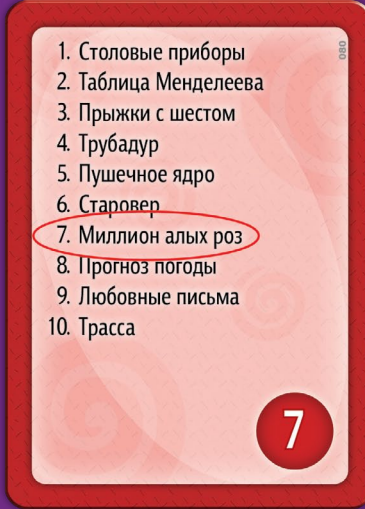 080
1. Столовые приборы
2. Таблица Менделеева
3. Прыжки с шестом
4. Трубадур
5. Пушечное ядро
6. Старовер
7. Миллион алых роз
8. Прогноз погоды
9. Любовные письма
10. Трасса
7